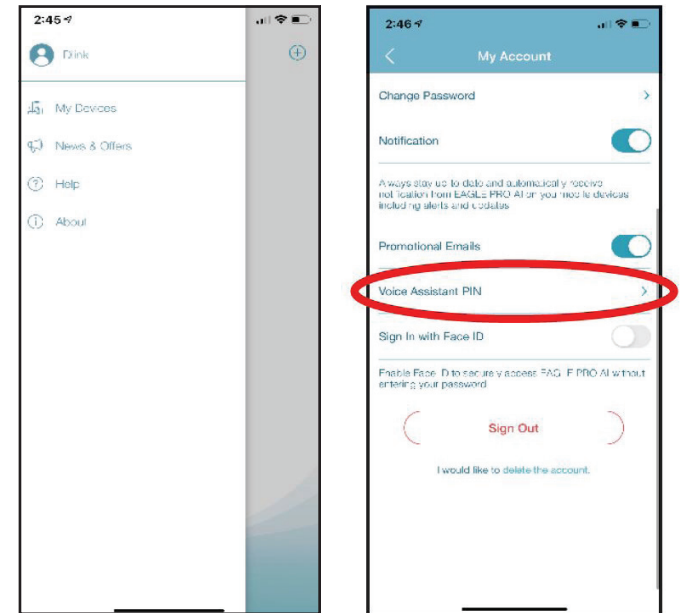 2:45
Dlink
My Devices
News & Offers
Help
About
2:46
My Account
Change Password
Notification
Always stay up to date and automatically receive
notification from EAGLE PRO AI on you mobile devices
including alerts and updates
Promotional Emails
Voice Assistant PIN
Sign In with Face ID
Enable Face ID to securely access EAGLE PRO AI without
entering your password
Sign Out
I would like to delete the account.